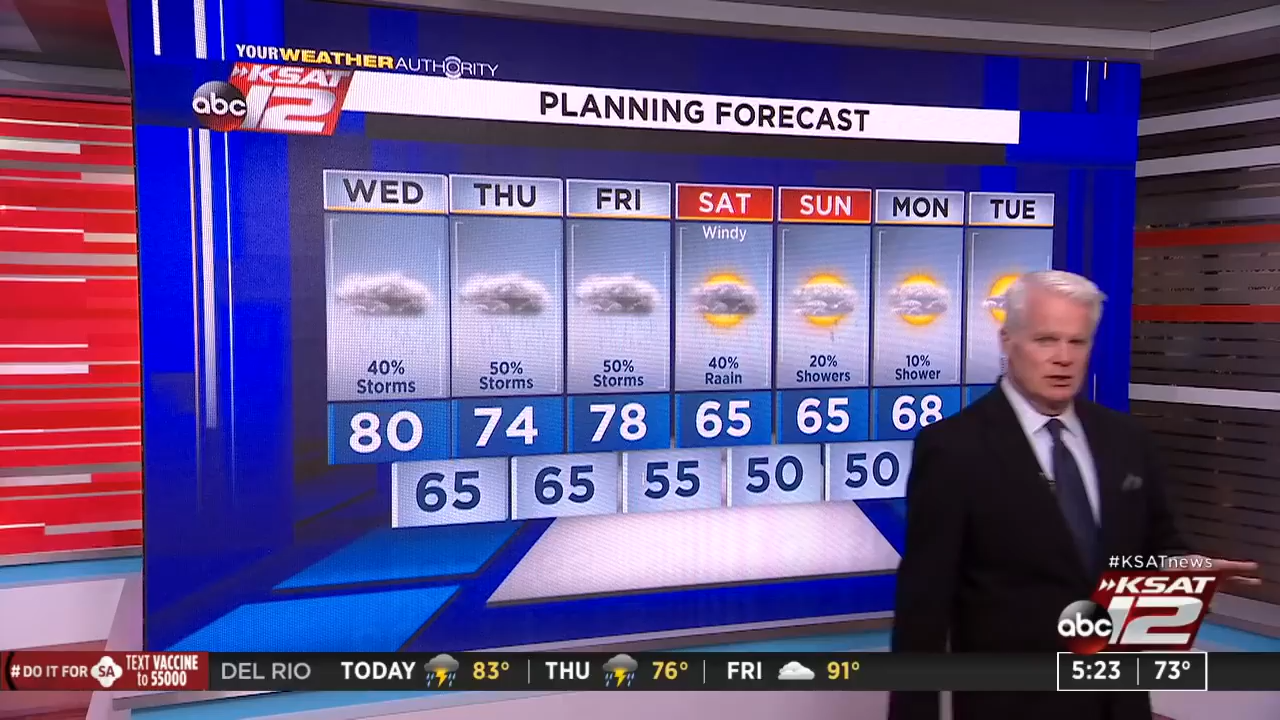 YOUR WEATHER AUTHORITY
»KSAT
abc 12
PLANNING FORECAST
WED THU FRI SAT SUN MON TUE
Windy
40% 50% 50% 40% 20% 10%
Storms Storms Storms Raain Showers Shower
80 74 78 65 65 68
65 65 55 50 50
#KSATnews
»KSAT
abc 12
#DO IT FOR SA TEXT VACCINE to 55000
DEL RIO TODAY 83° THU 76° FRI 91°
5:23 73°